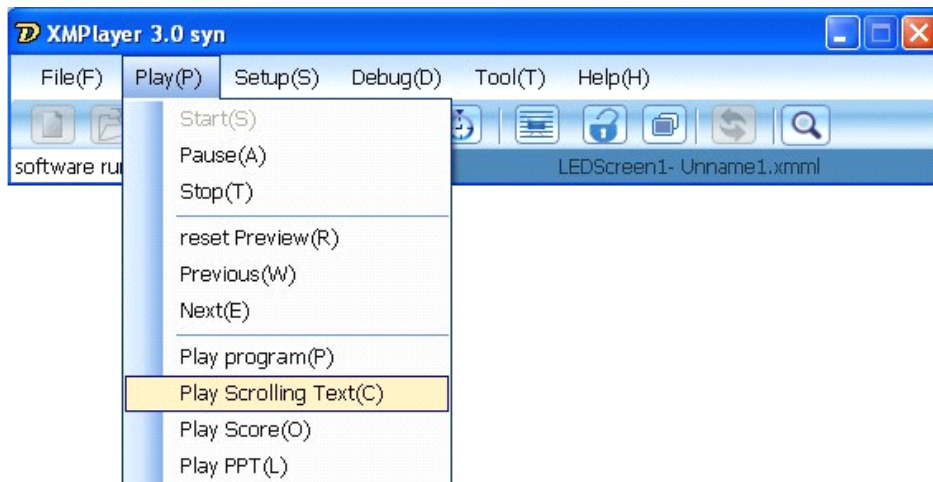 XMPlayer 3.0 syn
File(F) Play(P) Setup(S) Debug(D) Tool(T) Help(H)
Start(S)
software ru LEDScreen1- Unname1.xmml
Pause(A)
Stop(T)
reset Preview(R)
Previous(W)
Next(E)
Play program(P)
Play Scrolling Text(C)
Play Score(O)
Play PPT(L)